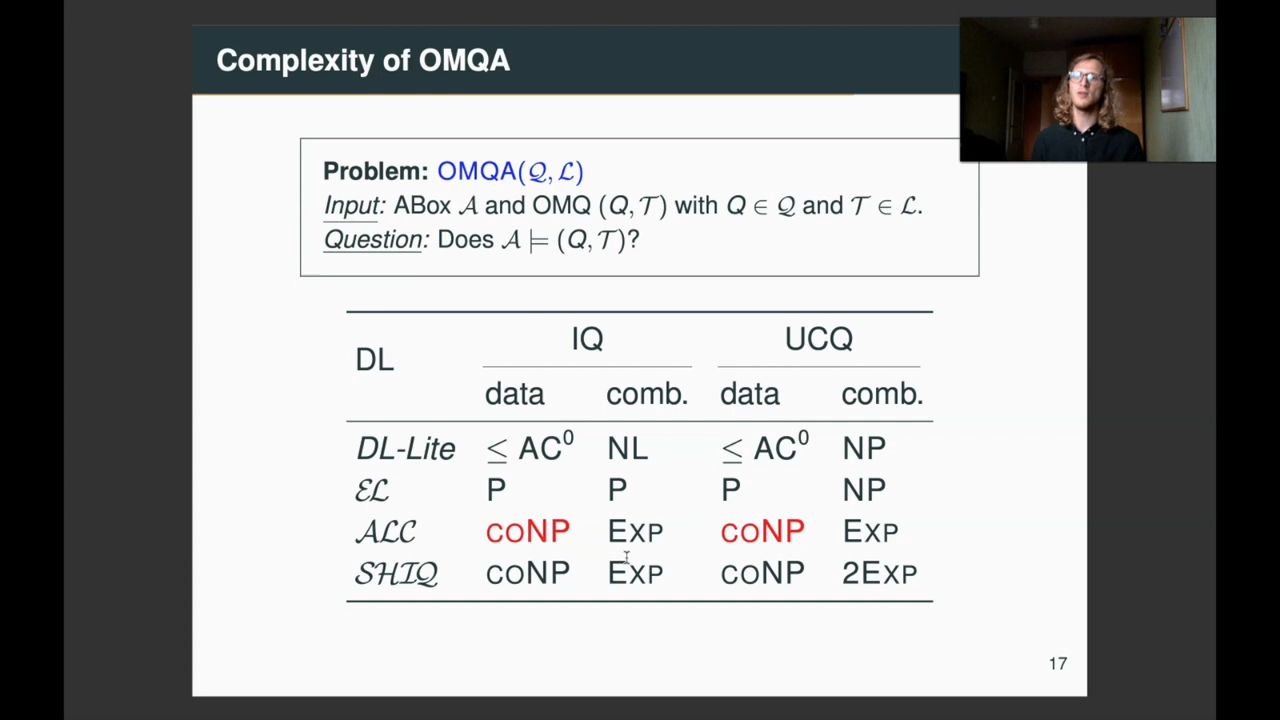 Complexity of OMQA
Problem: OMQA(𝒬, ℒ)
Input: ABox 𝒜 and OMQ (Q, 𝒯) with Q ∈ 𝒬 and 𝒯 ∈ ℒ.
Question: Does 𝒜 ⊨ (Q, 𝒯)?
DL IQ UCQ
data comb. data comb.
DL-Lite ≤ AC⁰ NL ≤ AC⁰ NP
ℰℒ P P P NP
𝒜ℒ𝒞 coNP Exp coNP Exp
𝒮ℋℐ𝒬 coNP Exp coNP 2Exp
17